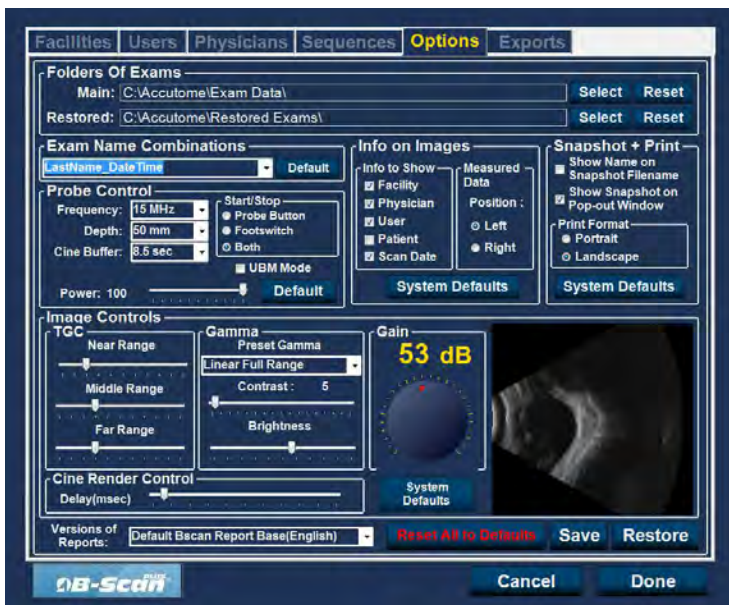 Facilities Users Physicians Sequences Options Exports
Folders Of Exams
Main: C:\Accutome\Exam Data\ Select Reset
Restored: C:\Accutome\Restored Exams\ Select Reset
Exam Name Combinations
LastName_DateTime Default
Probe Control
Frequency: 15 MHz
Depth: 50 mm
Cine Buffer: 8.5 sec
Start/Stop
Probe Button
Footswitch
Both
UBM Mode
Power: 100 Default
Info on Images
Info to Show
Facility
Physician
User
Patient
Scan Date
Measured
Data
Position :
Left
Right
System Defaults
Snapshot + Print
Show Name on
Snapshot Filename
Show Snapshot on
Pop-out Window
Print Format
Portrait
Landscape
System Defaults
Image Controls
TGC
Near Range
Middle Range
Far Range
Gamma
Preset Gamma
Linear Full Range
Contrast : 5
Brightness
Gain
53 dB
System
Defaults
Cine Render Control
Delay(msec)
Versions of
Reports:
Default Bscan Report Base(English)
Reset All to Defaults Save Restore
B-Scan plus
Cancel Done